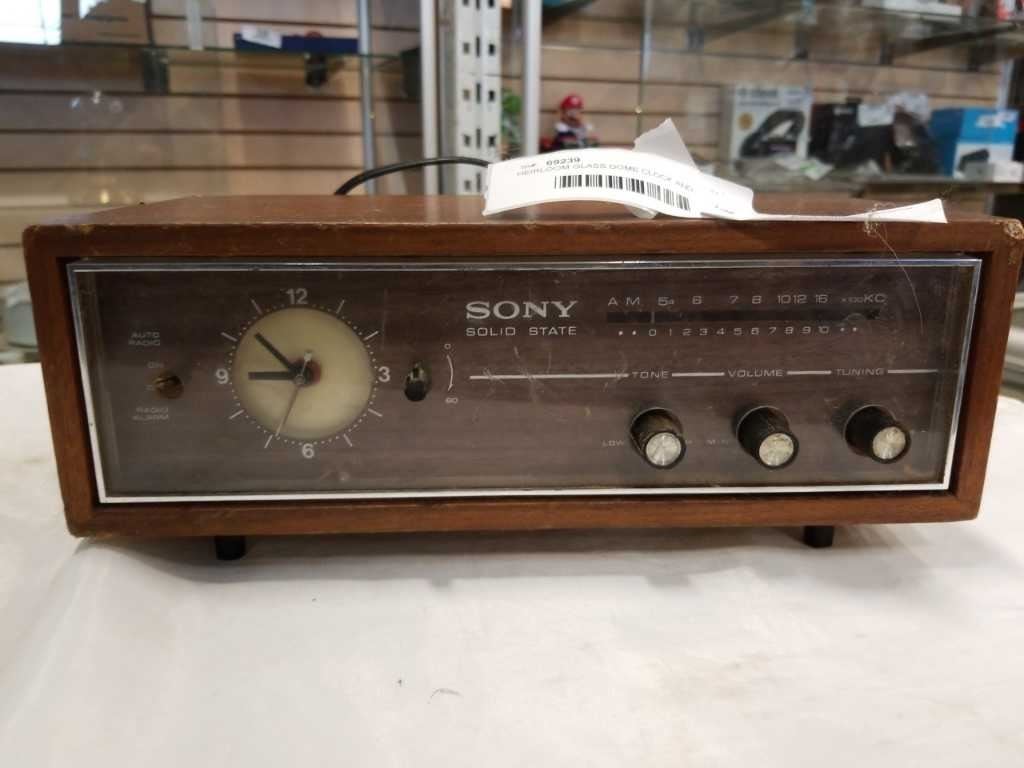 69239
HEIRLOOM GLASS DOME CLOCK AND
SONY
SOLID STATE
AM 54 6 7 8 10 12 16 x100KC
0 1 2 3 4 5 6 7 8 9 10
12
3
6
9
AUTO
RADIO
ON
RADIO
ALARM
0
60
TONE
VOLUME
TUNING
LOW